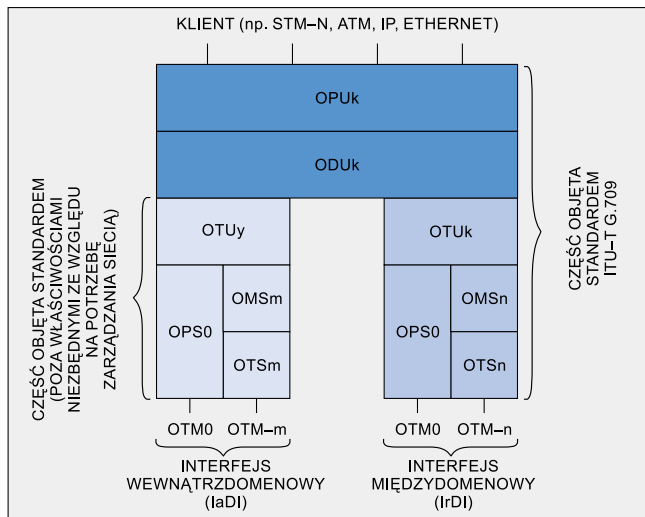 KLIENT (np. STM–N, ATM, IP, ETHERNET)
OPUk
ODUk
OTUy
OTUk
OPS0
OMSm
OTSm
OPS0
OMSn
OTSn
OTM0
OTM–m
OTM0
OTM–n
INTERFEJS
WEWNĄTRZDOMENOWY
(IaDI)
INTERFEJS
MIĘDZYDOMENOWY
(IrDI)
CZĘŚĆ OBJĘTA STANDARDEM
(POZA WŁAŚCIWOŚCIAMI
NIEZBĘDNYMI ZE WZGLĘDU
NA POTRZEBĘ
ZARZĄDZANIA SIECIĄ)
CZĘŚĆ OBJĘTA
STANDARDEM
ITU–T G.709